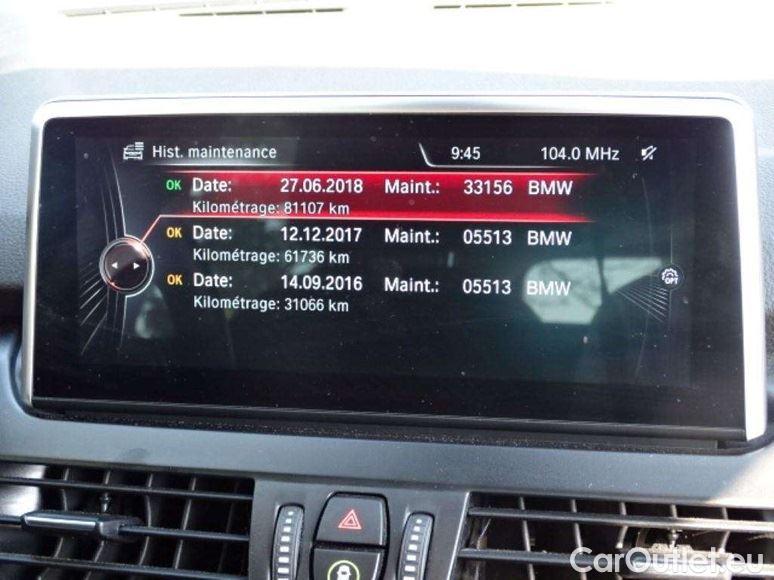 Hist. maintenance 9:45 104.0 MHz
OK Date: 27.06.2018 Maint.: 33156 BMW
Kilométrage: 81107 km
OK Date: 12.12.2017 Maint.: 05513 BMW
Kilométrage: 61736 km
OK Date: 14.09.2016 Maint.: 05513 BMW
Kilométrage: 31066 km
OPT
CarOutlet.eu